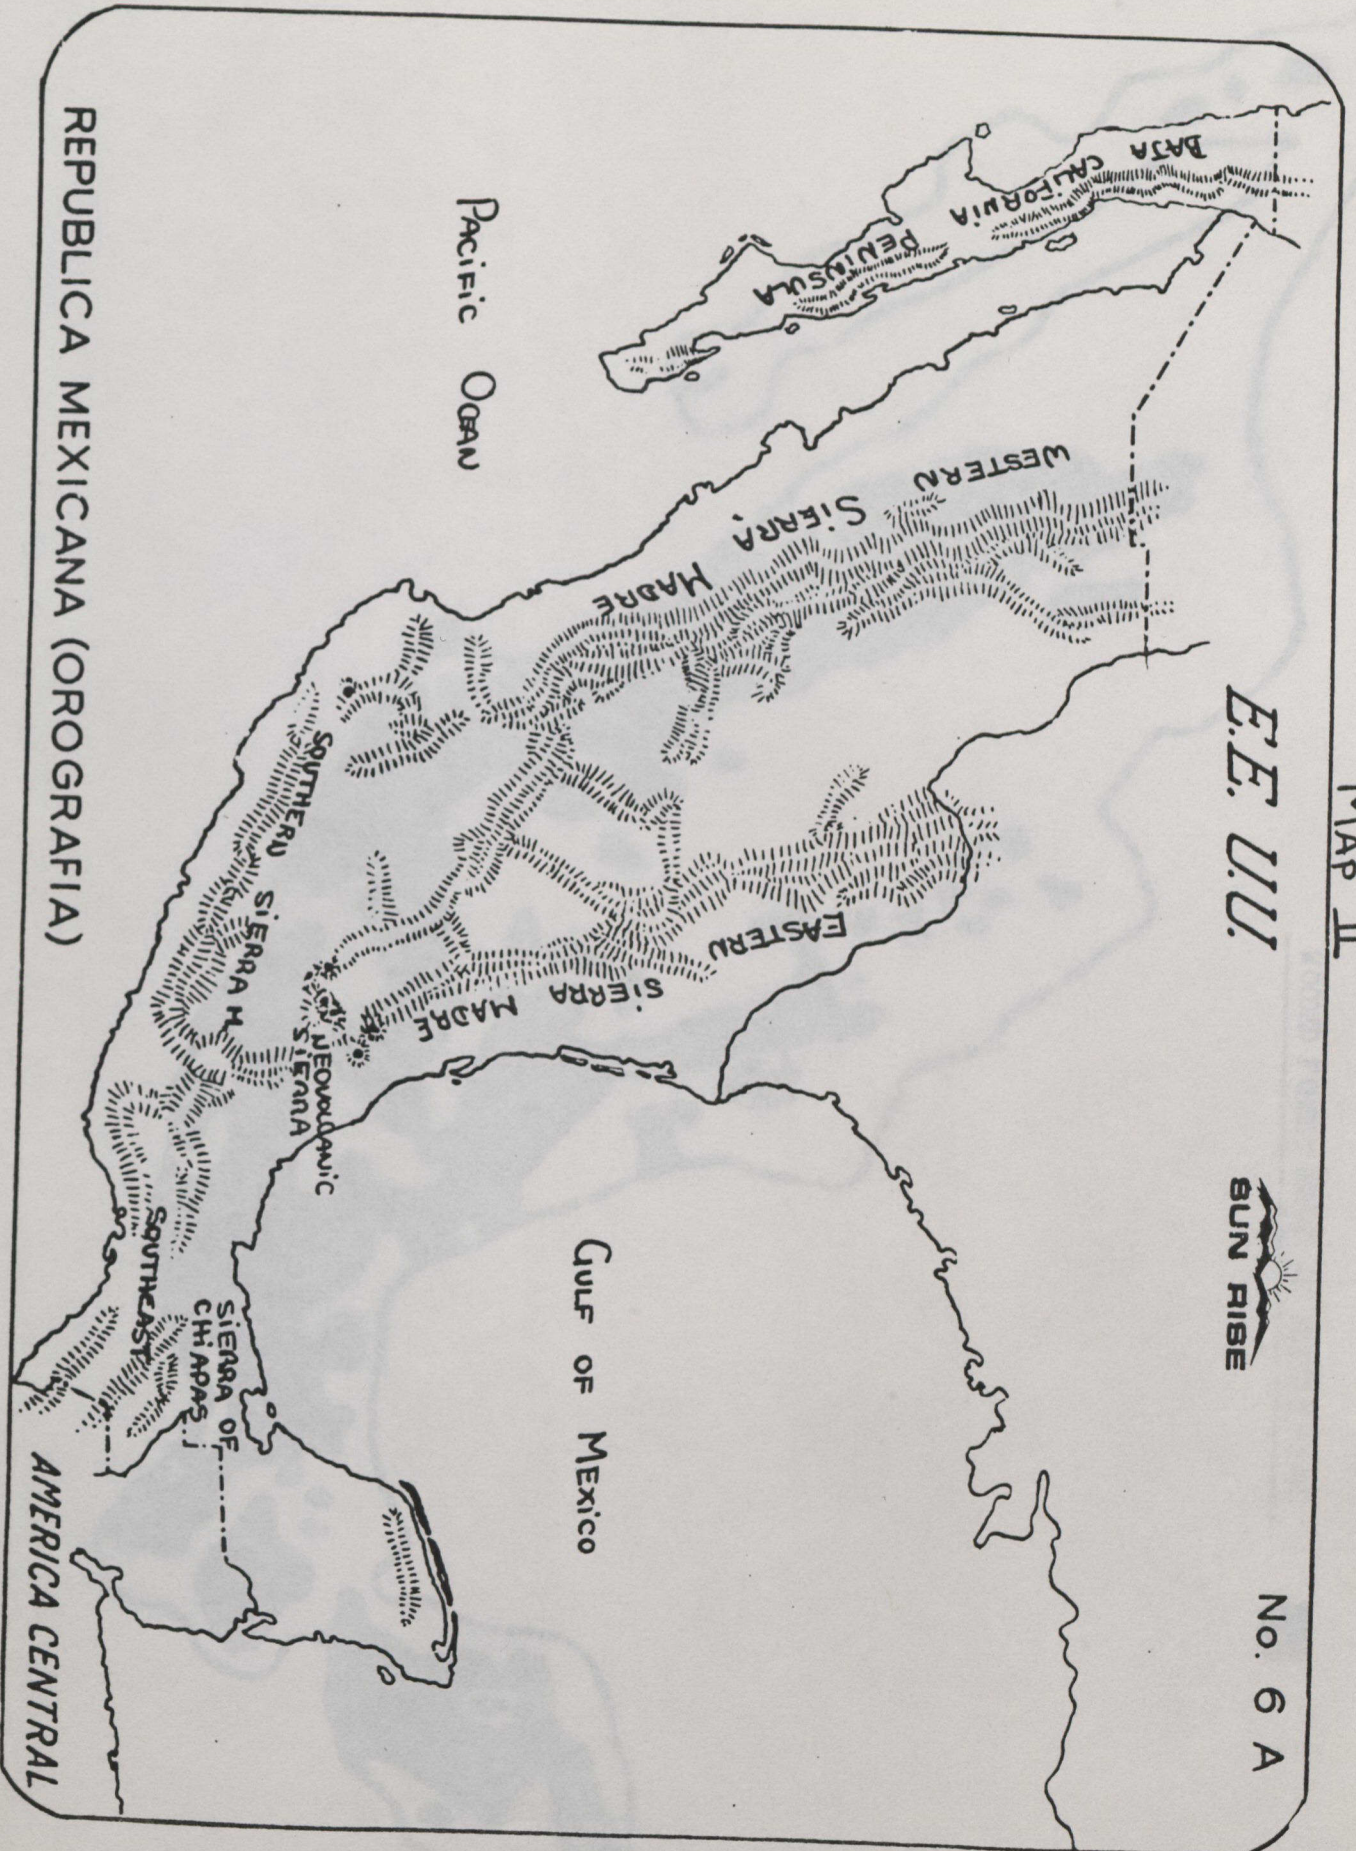 MAP II
E.E. U.U.
SUN RISE
No. 6 A
BAJA
CALIFORNIA
PENINSULA
WESTERN
SiERRA
MADRE
EASTERN
SiERRA MADRE
PACiFiC OCEAN
GULF OF MEXiCO
SOUTHERN
SiERRA M.
NEOVOLCANiC
SiERRA
SOUTHEAST
SiERRA OF
CHiAPAS
AMERICA CENTRAL
REPUBLICA MEXICANA (OROGRAFIA)